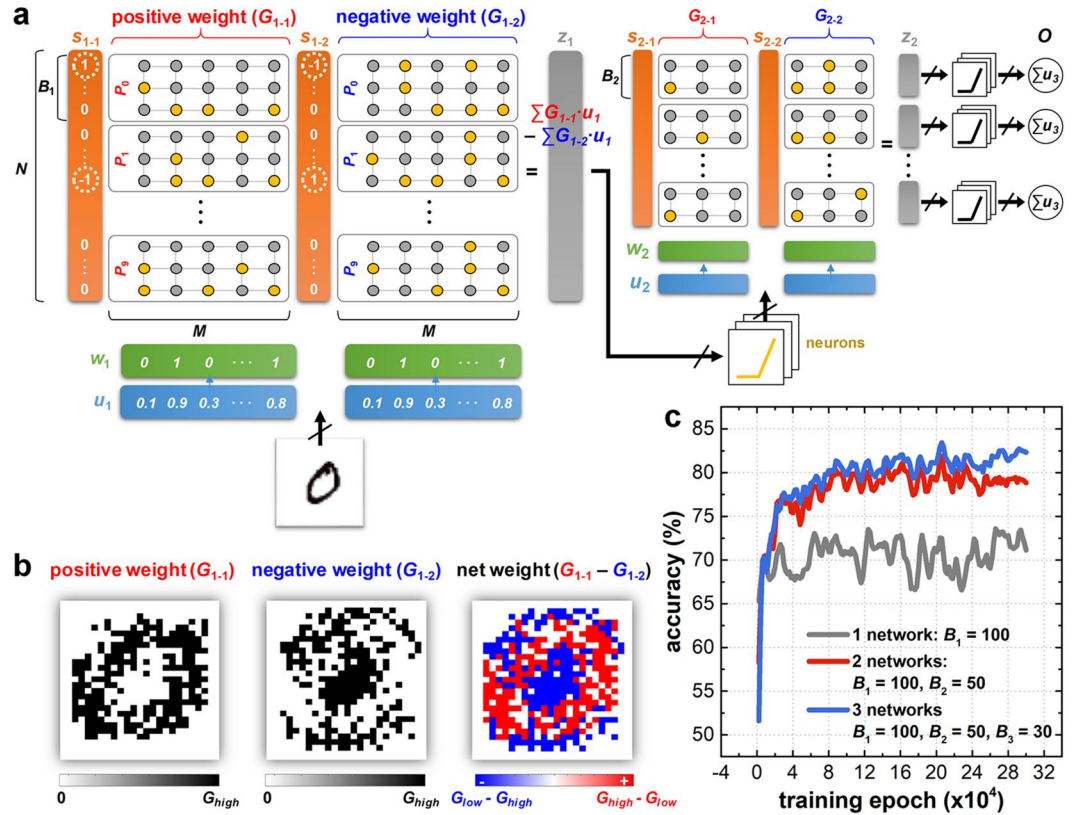 a
positive weight (G1-1)
negative weight (G1-2)
s1-1
s1-2
z1
G2-1
G2-2
s2-1
s2-2
z2
O
B1
N
1
0
0
-1
0
0
P0
P1
P9
-1
0
0
1
0
0
P0
P1
P9
∑G1-1·u1
− ∑G1-2·u1
=
B2
=
∑u3
∑u3
∑u3
w2
u2
neurons
M
M
w1
0 1 0 ··· 1
0 1 0 ··· 1
u1
0.1 0.9 0.3 ··· 0.8
0.1 0.9 0.3 ··· 0.8
b
positive weight (G1-1)
negative weight (G1-2)
net weight (G1-1 − G1-2)
0
Ghigh
0
Ghigh
-
+
Glow - Ghigh
Ghigh - Glow
c
accuracy (%)
85
80
75
70
65
60
55
50
1 network: B1 = 100
2 networks:
B1 = 100, B2 = 50
3 networks
B1 = 100, B2 = 50, B3 = 30
-4 0 4 8 12 16 20 24 28 32
training epoch (x10⁴)